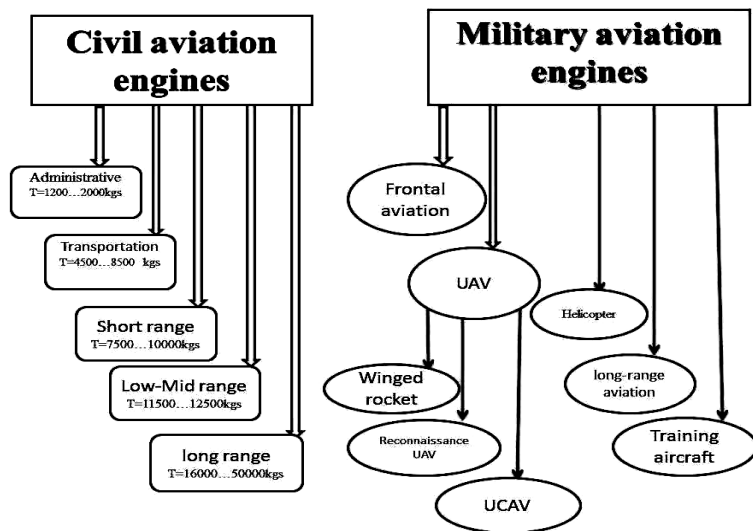 Civil aviation
engines
Administrative
T=1200...2000kgs
Transportation
T=4500...8500 kgs
Short range
T=7500...10000kgs
Low-Mid range
T=11500...12500kgs
long range
T=16000...50000kgs
Military aviation
engines
Frontal
aviation
UAV
Helicopter
Winged
rocket
long-range
aviation
Reconnaissance
UAV
Training
aircraft
UCAV